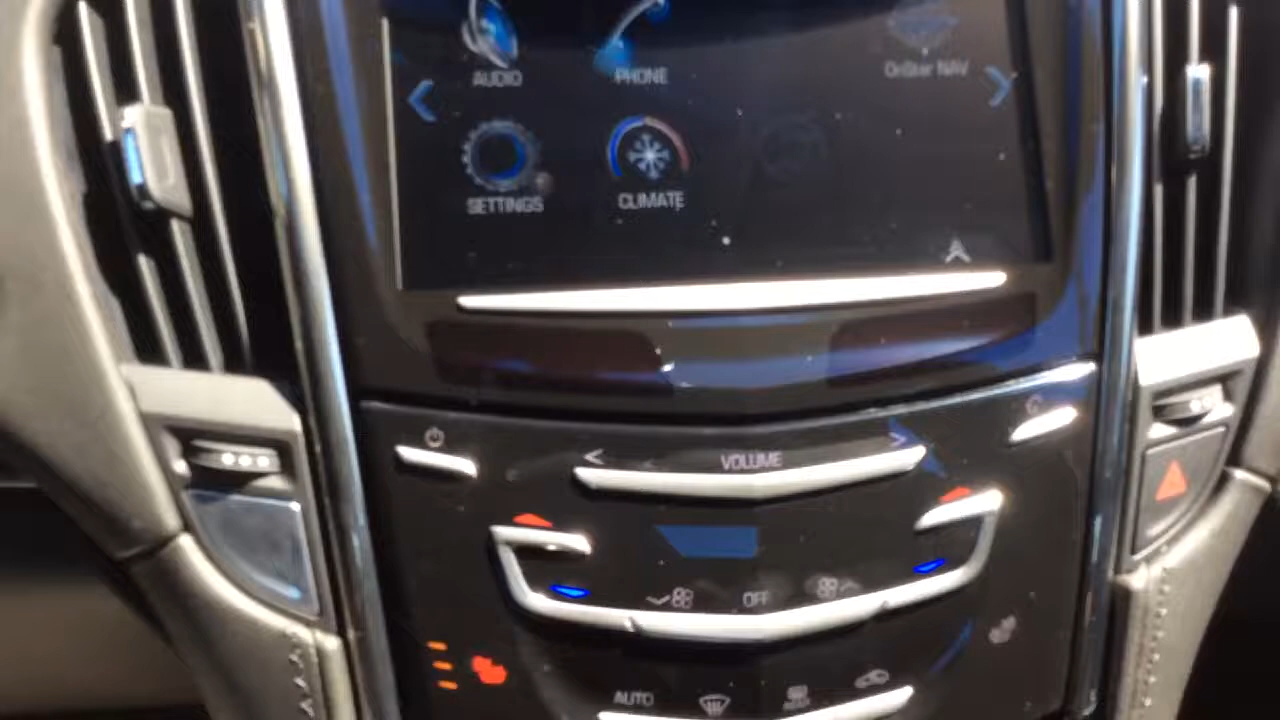 AUDIO PHONE OnStar NAV
SETTINGS CLIMATE
VOLUME
OFF
AUTO